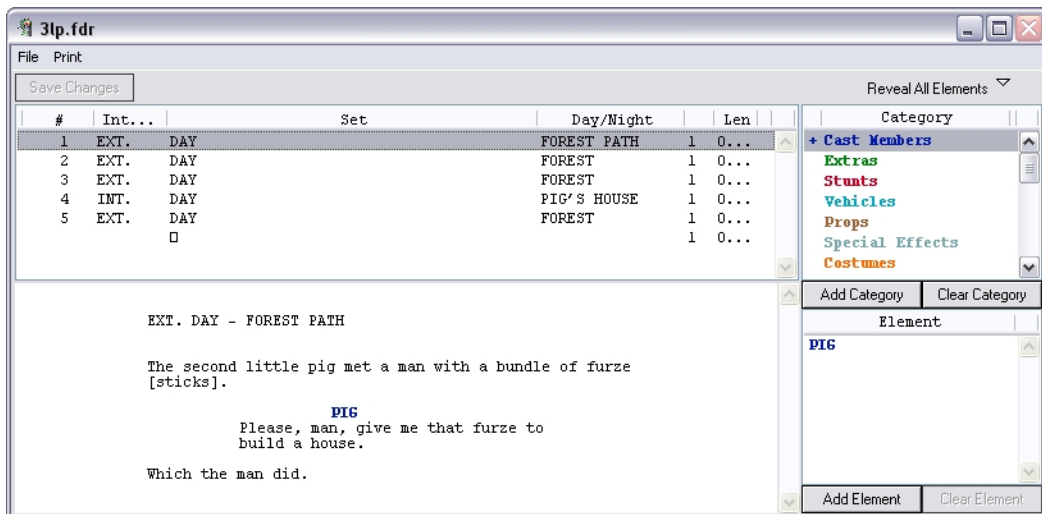 3lp.fdr
File Print
Save Changes Reveal All Elements
# Int... Set Day/Night Len Category
1 EXT. DAY FOREST PATH 1 0... + Cast Members
2 EXT. DAY FOREST 1 0... Extras
3 EXT. DAY FOREST 1 0... Stunts
4 INT. DAY PIG'S HOUSE 1 0... Vehicles
5 EXT. DAY FOREST 1 0... Props
1 0... Special Effects
Costumes
Add Category Clear Category
EXT. DAY - FOREST PATH
Element
PIG
The second little pig met a man with a bundle of furze
[sticks].
PIG
Please, man, give me that furze to
build a house.
Which the man did.
Add Element Clear Element